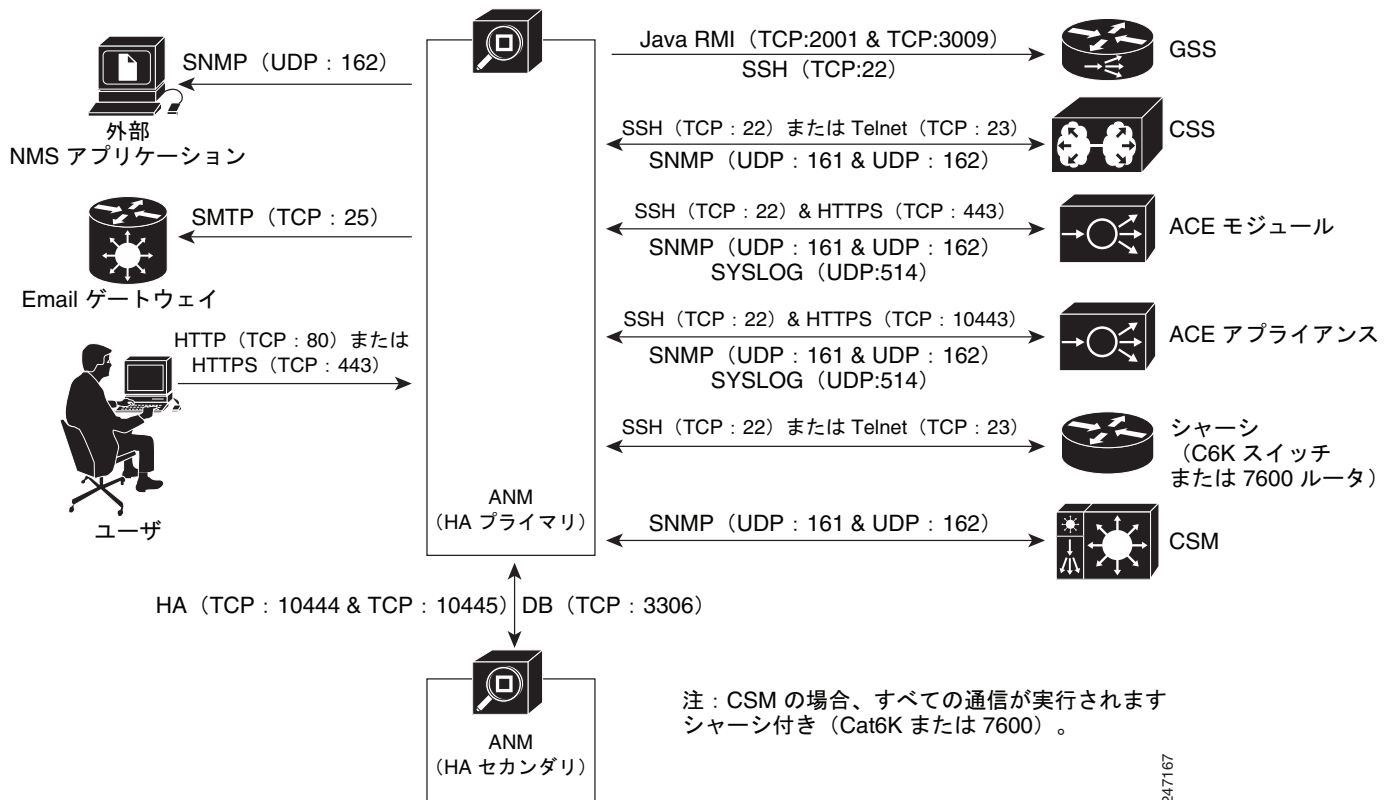 SNMP（UDP：162）
外部
NMS アプリケーション
SMTP（TCP：25）
Email ゲートウェイ
HTTP（TCP：80）または
HTTPS（TCP：443）
ユーザ
ANM
（HA プライマリ）
Java RMI（TCP:2001 & TCP:3009）
SSH（TCP:22）
GSS
SSH（TCP：22）または Telnet（TCP：23）
SNMP（UDP：161 & UDP：162）
CSS
SSH（TCP：22）& HTTPS（TCP：443）
SNMP（UDP：161 & UDP：162）
SYSLOG（UDP:514）
ACE モジュール
SSH（TCP：22）& HTTPS（TCP：10443）
SNMP（UDP：161 & UDP：162）
SYSLOG（UDP:514）
ACE アプライアンス
SSH（TCP：22）または Telnet（TCP：23）
シャーシ
（C6K スイッチ
または 7600 ルータ）
SNMP（UDP：161 & UDP：162）
CSM
HA（TCP：10444 & TCP：10445）
DB（TCP：3306）
ANM
（HA セカンダリ）
注：CSM の場合、すべての通信が実行されます
シャーシ付き（Cat6K または 7600）。
247167